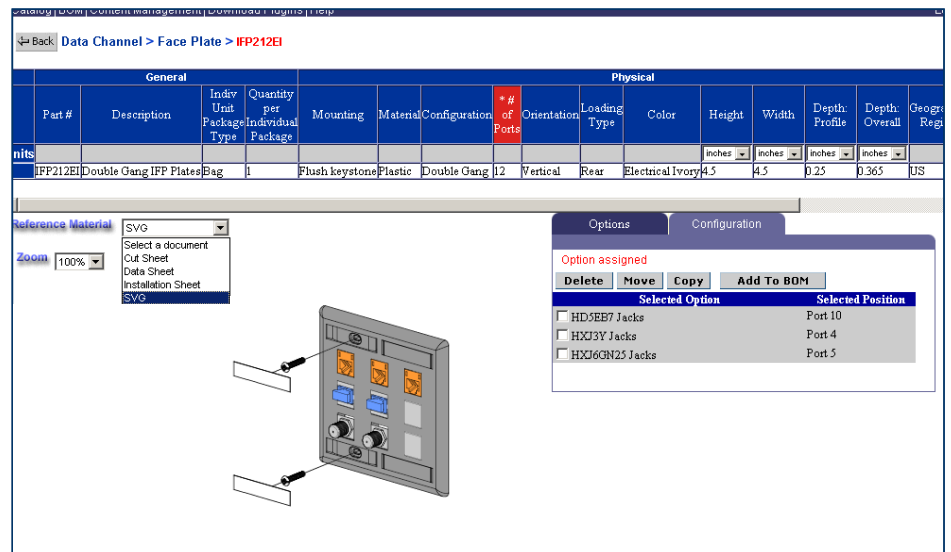 Catalog | BOM | Content Management | Download Plugins | Help
Back Data Channel > Face Plate > IFP212EI
General Physical
Part # Description Indiv Unit Package Type Quantity per Individual Package Mounting Material Configuration * # of Ports Orientation Loading Type Color Height Width Depth: Profile Depth: Overall Geogra Regi
nits inches inches inches inches
IFP212EI Double Gang IFP Plates Bag 1 Flush keystone Plastic Double Gang 12 Vertical Rear Electrical Ivory 4.5 4.5 0.25 0.365 US
Reference Material SVG
Select a document
Cut Sheet
Data Sheet
Installation Sheet
SVG
Zoom 100%
Options Configuration
Option assigned
Delete Move Copy Add To BOM
Selected Option Selected Position
HD5EB7 Jacks Port 10
HXJ3Y Jacks Port 4
HXJ6GN25 Jacks Port 5